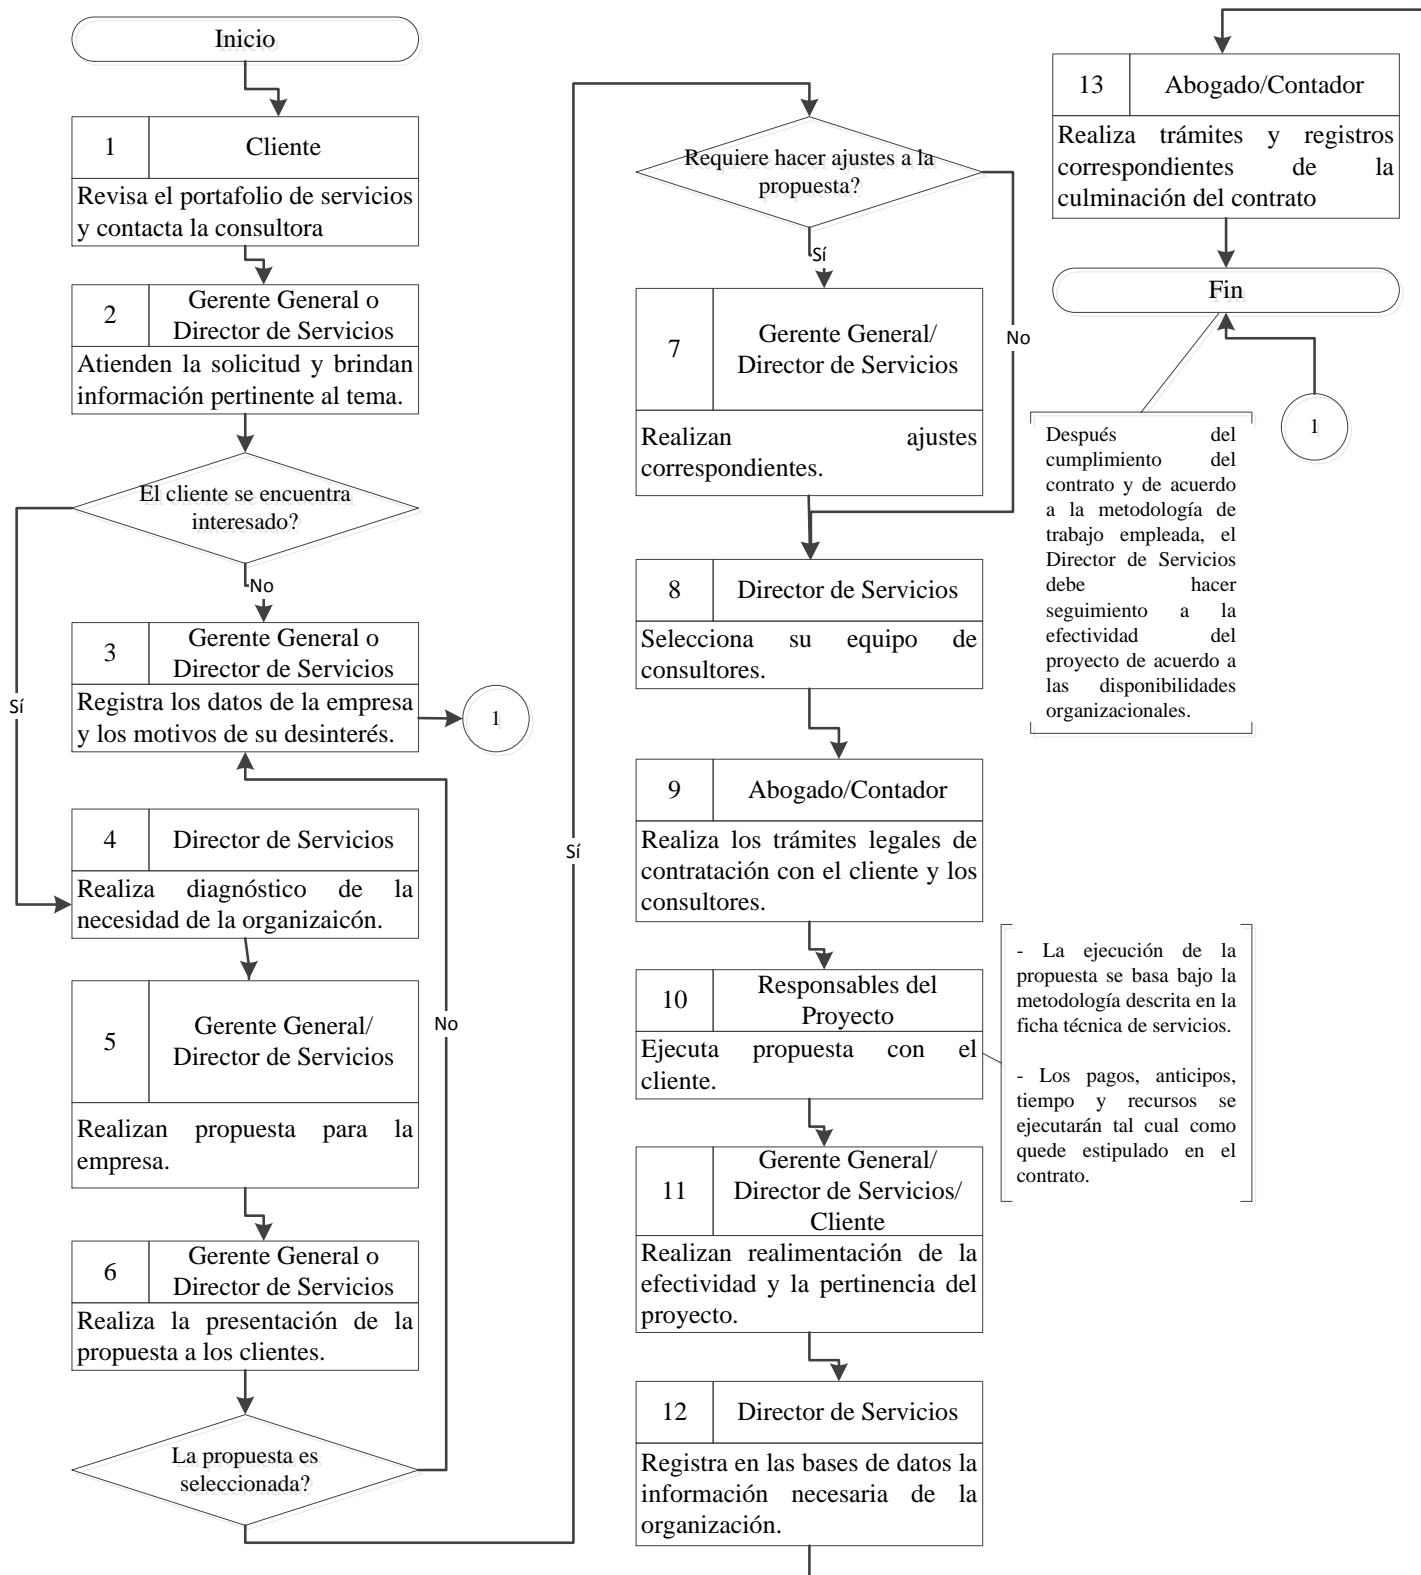 Inicio
1
Cliente
Revisa el portafolio de servicios
y contacta la consultora
2
Gerente General o
Director de Servicios
Atienden la solicitud y brindan
información pertinente al tema.
El cliente se encuentra
interesado?
No
Sí
3
Gerente General o
Director de Servicios
Registra los datos de la empresa
y los motivos de su desinterés.
1
4
Director de Servicios
Realiza diagnóstico de la
necesidad de la organizaicón.
5
Gerente General/
Director de Servicios
Realizan propuesta para la
empresa.
No
6
Gerente General o
Director de Servicios
Realiza la presentación de la
propuesta a los clientes.
La propuesta es
seleccionada?
Sí
Requiere hacer ajustes a la
propuesta?
Sí
No
7
Gerente General/
Director de Servicios
Realizan ajustes
correspondientes.
8
Director de Servicios
Selecciona su equipo de
consultores.
9
Abogado/Contador
Realiza los trámites legales de
contratación con el cliente y los
consultores.
10
Responsables del
Proyecto
Ejecuta propuesta con el
cliente.
- La ejecución de la
propuesta se basa bajo la
metodología descrita en la
ficha técnica de servicios.
- Los pagos, anticipos,
tiempo y recursos se
ejecutarán tal cual como
quede estipulado en el
contrato.
11
Gerente General/
Director de Servicios/
Cliente
Realizan realimentación de la
efectividad y la pertinencia del
proyecto.
12
Director de Servicios
Registra en las bases de datos la
información necesaria de la
organización.
13
Abogado/Contador
Realiza trámites y registros
correspondientes de la
culminación del contrato
Fin
1
Después del
cumplimiento del
contrato y de acuerdo
a la metodología de
trabajo empleada, el
Director de Servicios
debe hacer
seguimiento a la
efectividad del
proyecto de acuerdo a
las disponibilidades
organizacionales.